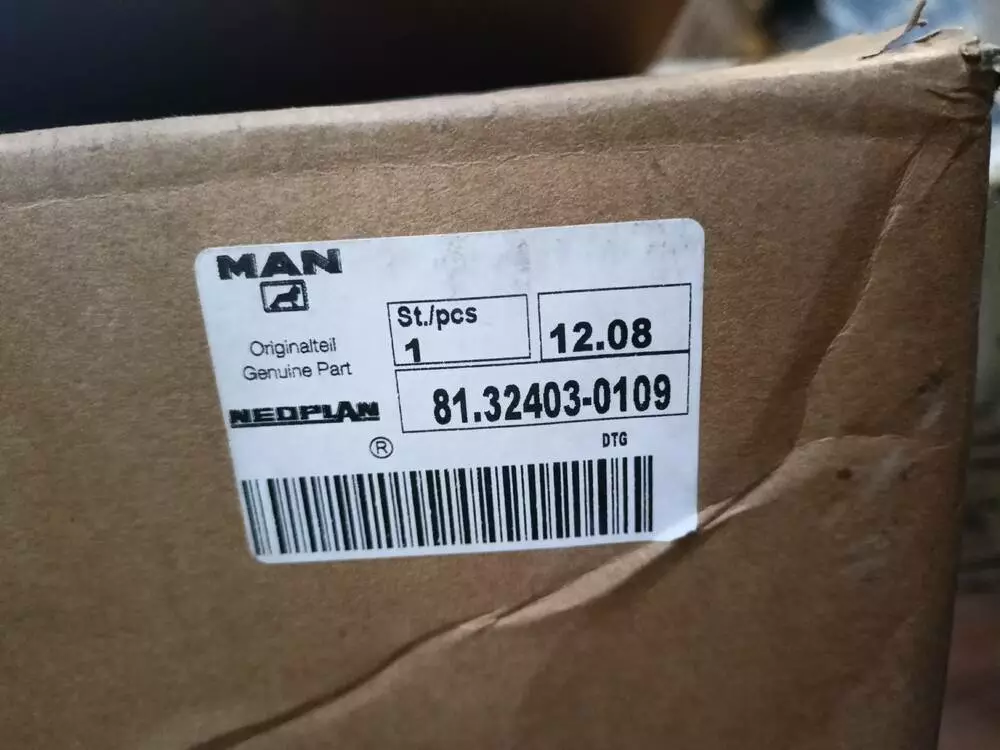 MAN
Originalteil
Genuine Part
NEOPLAN
®
St./pcs
1
12.08
81.32403-0109
DTG